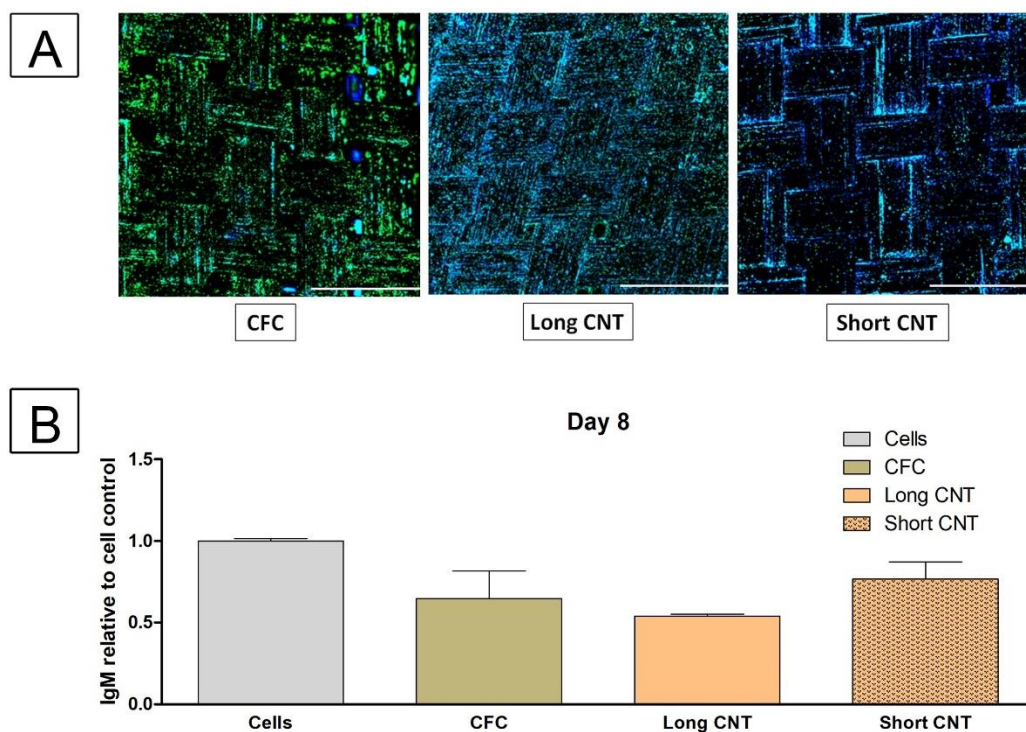 A
CFC
Long CNT
Short CNT
B
Day 8
Cells
CFC
Long CNT
Short CNT
IgM relative to cell control
1.5
1.0
0.5
0.0
Cells
CFC
Long CNT
Short CNT